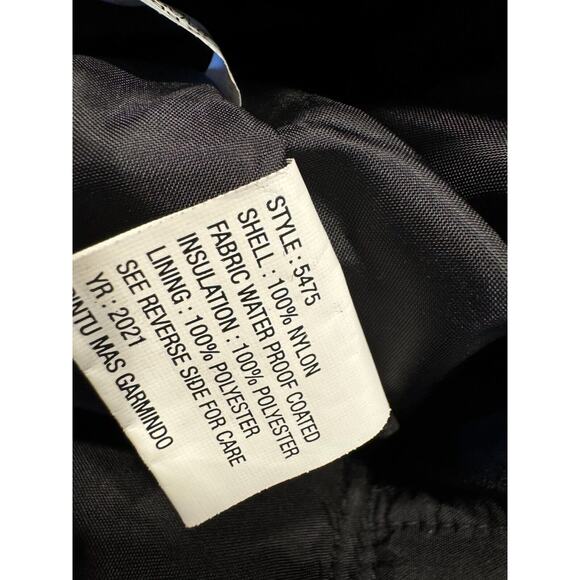 STYLE : 5475
SHELL : 100% NYLON
FABRIC WATER PROOF COATED
INSULATION : 100% POLYESTER
LINING : 100% POLYESTER
SEE REVERSE SIDE FOR CARE
YR : 2021
MAS GARMINDO